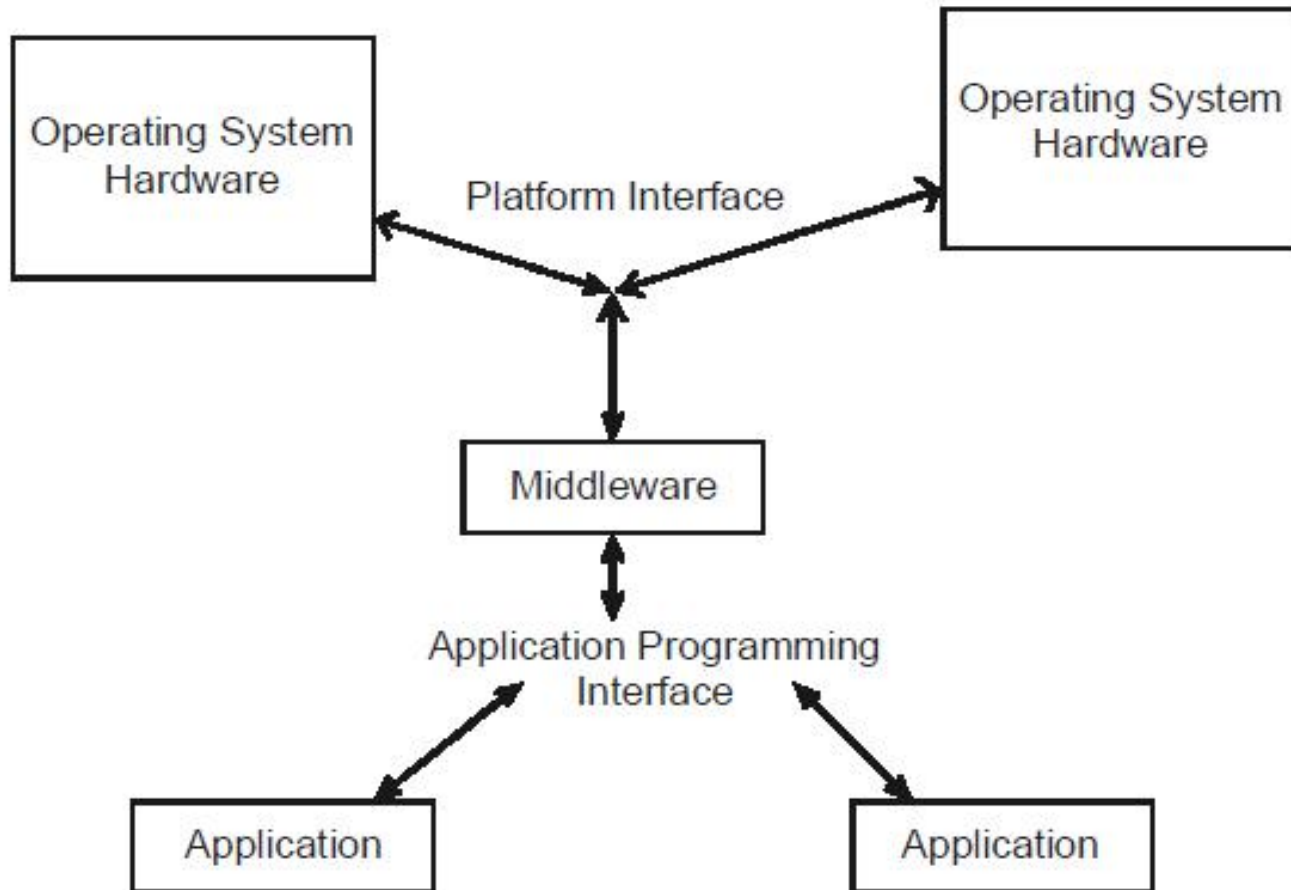 Operating System
Hardware
Operating System
Hardware
Platform Interface
Middleware
Application Programming
Interface
Application
Application